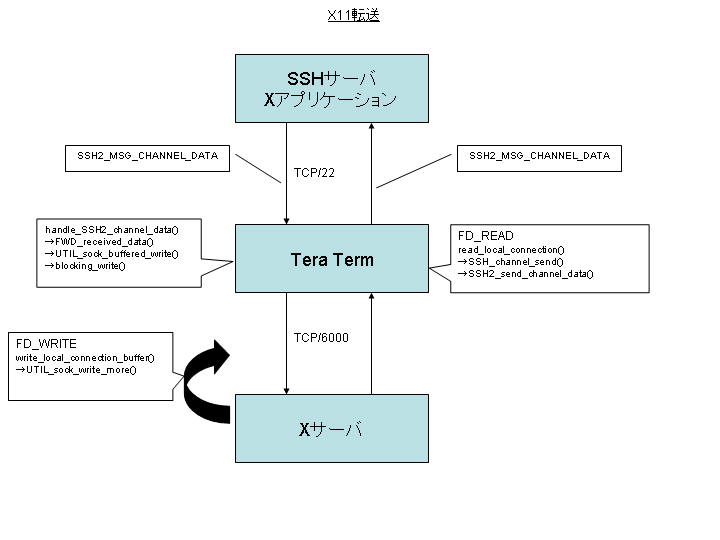 X11転送
SSHサーバ
Xアプリケーション
SSH2_MSG_CHANNEL_DATA
SSH2_MSG_CHANNEL_DATA
TCP/22
handle_SSH2_channel_data()
→FWD_received_data()
→UTIL_sock_buffered_write()
→blocking_write()
Tera Term
FD_READ
read_local_connection()
→SSH_channel_send()
→SSH2_send_channel_data()
TCP/6000
FD_WRITE
write_local_connection_buffer()
→UTIL_sock_write_more()
Xサーバ